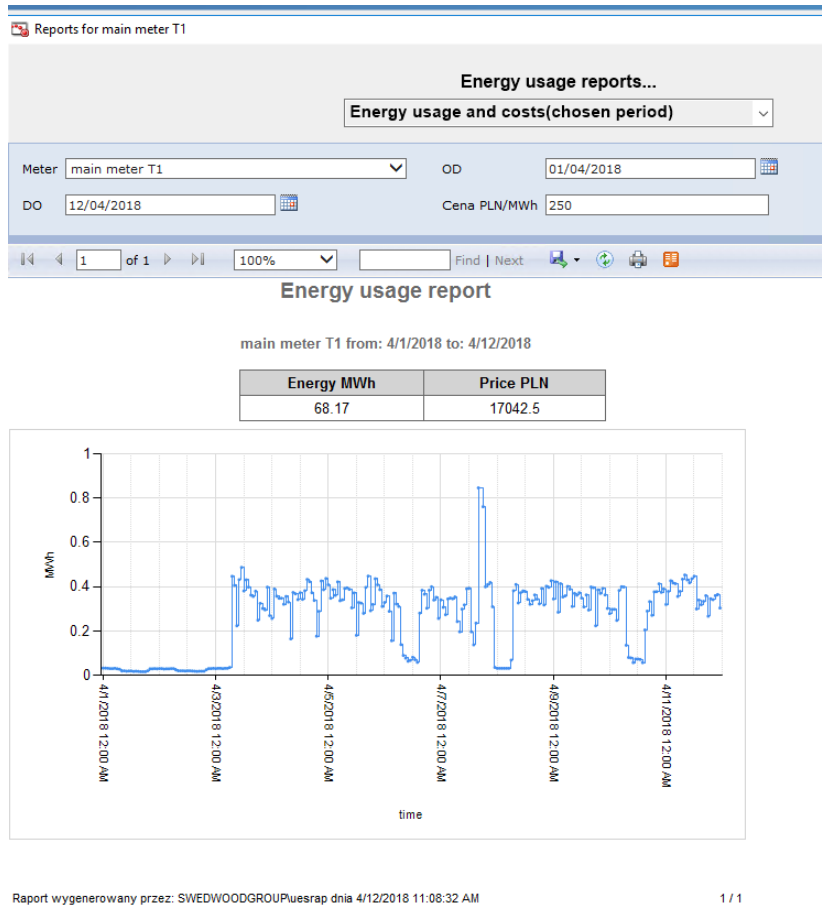 Reports for main meter T1
Energy usage reports...
Energy usage and costs(chosen period)
Meter main meter T1 OD 01/04/2018
DO 12/04/2018 Cena PLN/MWh 250
1 of 1 100% Find | Next
Energy usage report
main meter T1 from: 4/1/2018 to: 4/12/2018
Energy MWh Price PLN
68.17 17042.5
1
0.8
0.6
0.4
0.2
0
MWh
4/1/2018 12:00 AM
4/3/2018 12:00 AM
4/5/2018 12:00 AM
4/7/2018 12:00 AM
4/9/2018 12:00 AM
4/11/2018 12:00 AM
time
Raport wygenerowany przez: SWEDWOODGROUP\uesrap dnia 4/12/2018 11:08:32 AM 1 / 1